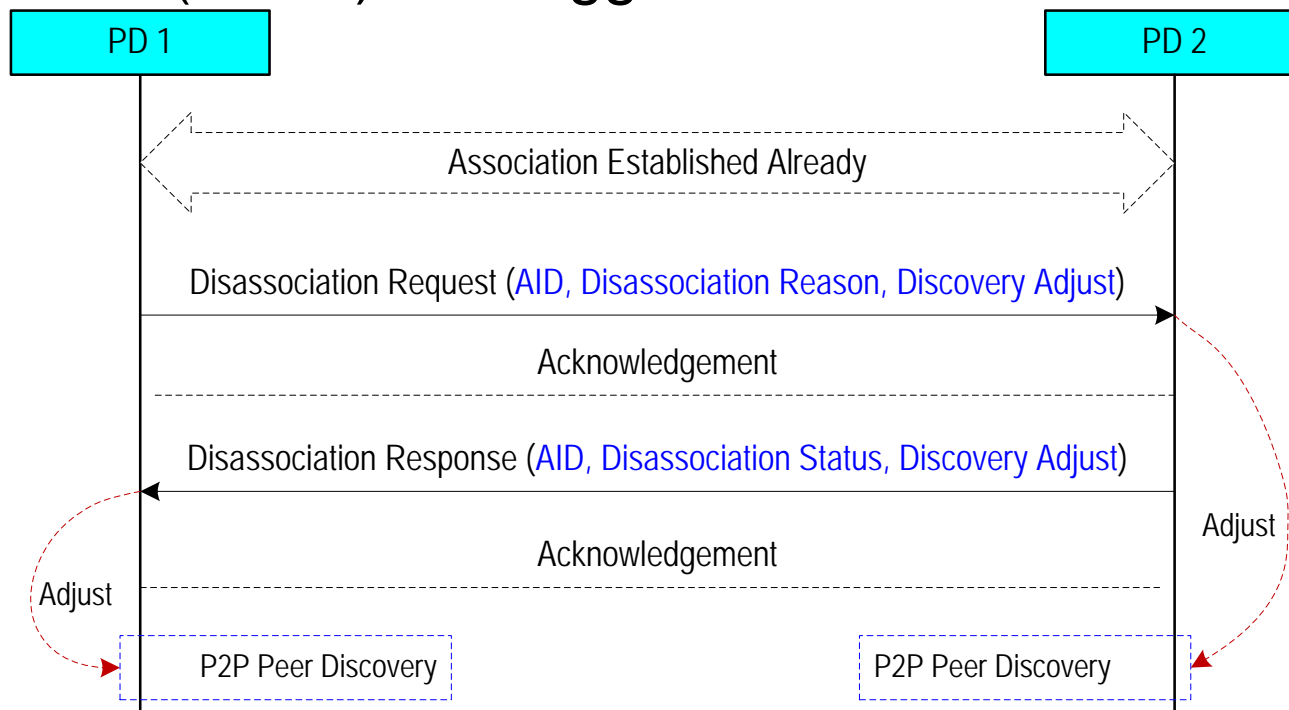 PD 1
PD 2
Association Established Already
Disassociation Request (AID, Disassociation Reason, Discovery Adjust)
Acknowledgement
Disassociation Response (AID, Disassociation Status, Discovery Adjust)
Adjust
Acknowledgement
Adjust
P2P Peer Discovery
P2P Peer Discovery